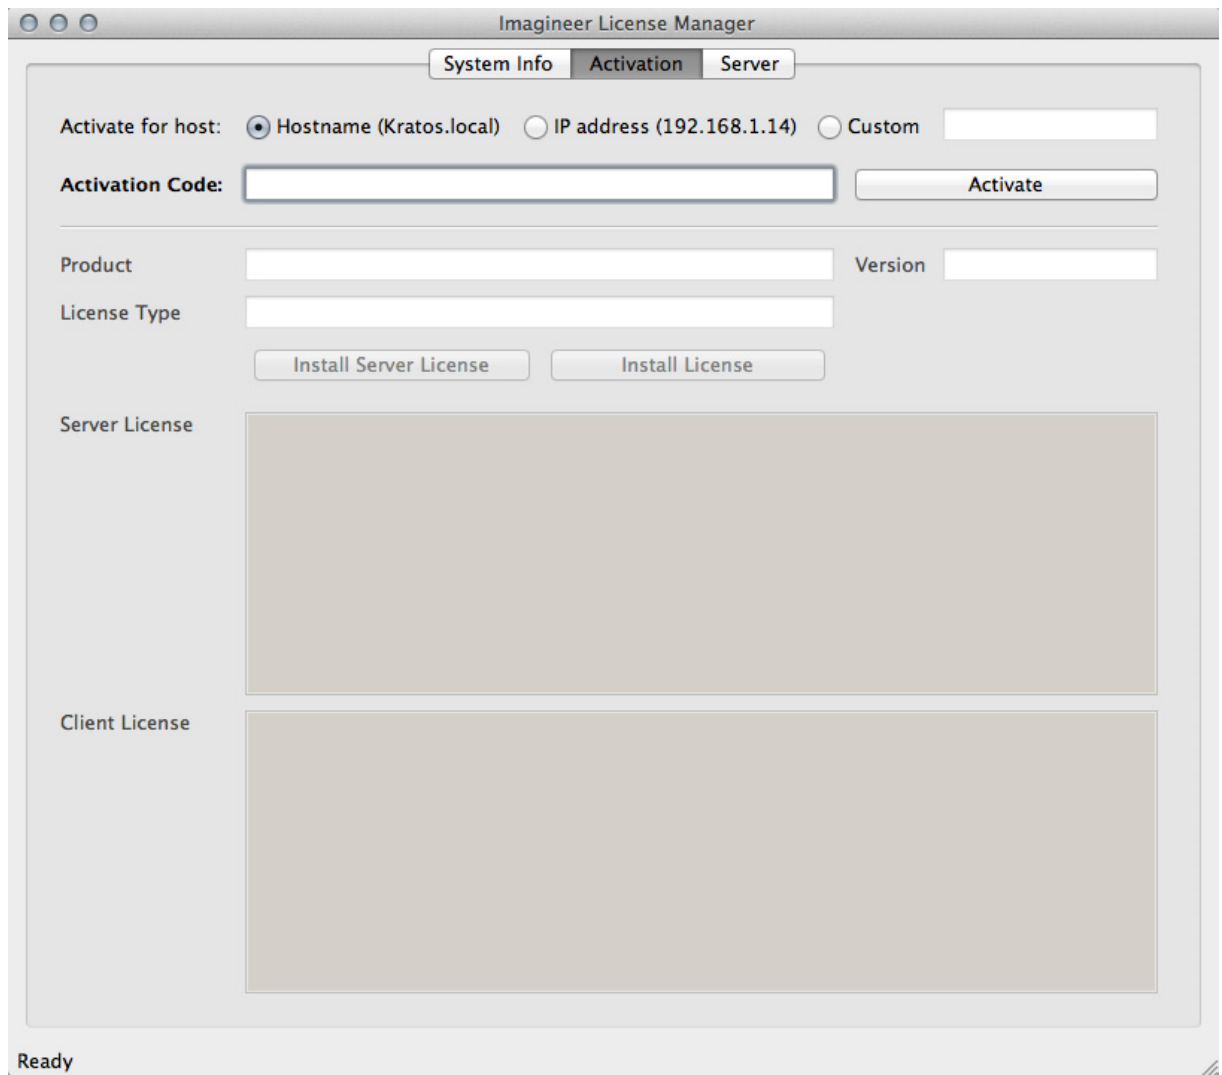 Imagineer License Manager
System Info Activation Server
Activate for host: Hostname (Kratos.local) IP address (192.168.1.14) Custom
Activation Code: Activate
Product Version
License Type
Install Server License Install License
Server License
Client License
Ready